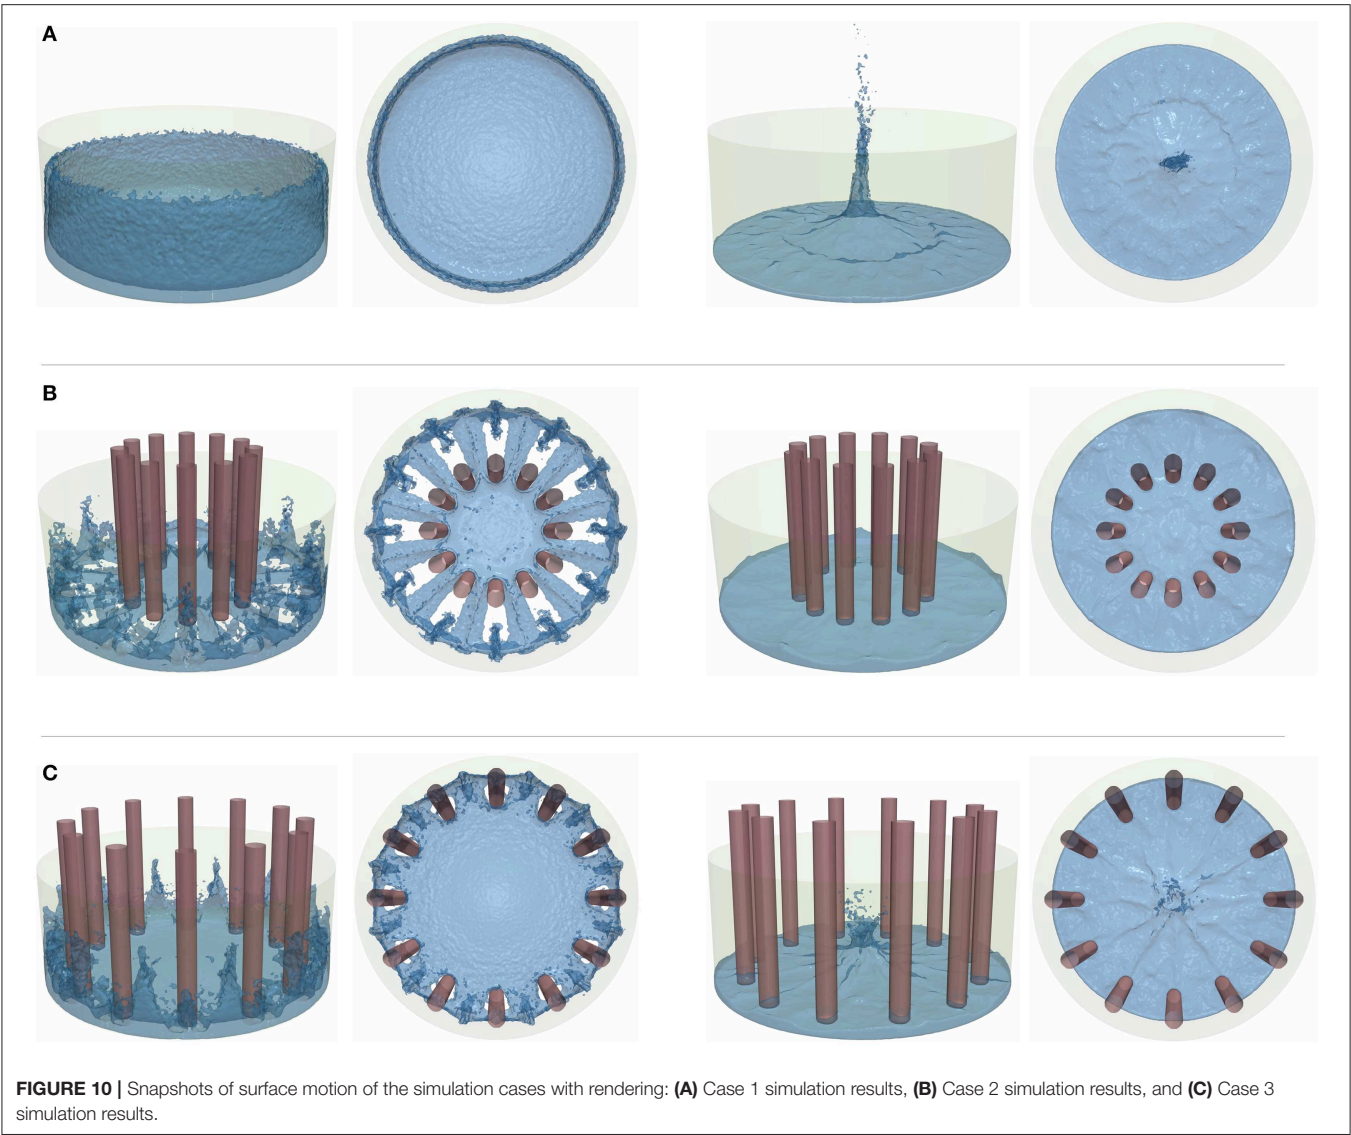 A
B
C
FIGURE 10 | Snapshots of surface motion of the simulation cases with rendering: (A) Case 1 simulation results, (B) Case 2 simulation results, and (C) Case 3
simulation results.